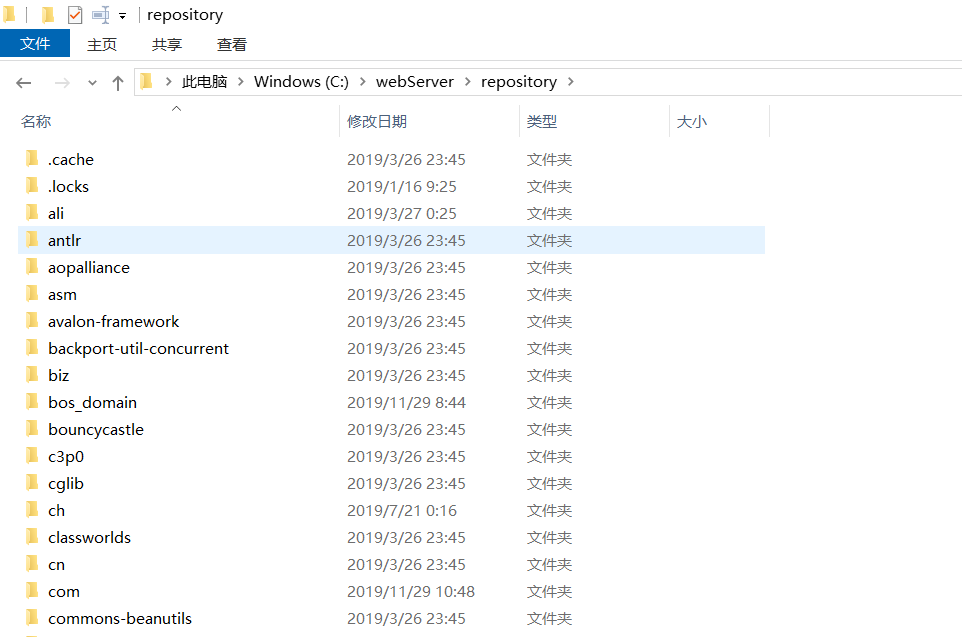 repository
文件 主页 共享 查看
此电脑 Windows (C:) webServer repository
名称 修改日期 类型 大小
.cache 2019/3/26 23:45 文件夹
.locks 2019/1/16 9:25 文件夹
ali 2019/3/27 0:25 文件夹
antlr 2019/3/26 23:45 文件夹
aopalliance 2019/3/26 23:45 文件夹
asm 2019/3/26 23:45 文件夹
avalon-framework 2019/3/26 23:45 文件夹
backport-util-concurrent 2019/3/26 23:45 文件夹
biz 2019/3/26 23:45 文件夹
bos_domain 2019/11/29 8:44 文件夹
bouncycastle 2019/3/26 23:45 文件夹
c3p0 2019/3/26 23:45 文件夹
cglib 2019/3/26 23:45 文件夹
ch 2019/7/21 0:16 文件夹
classworlds 2019/3/26 23:45 文件夹
cn 2019/3/26 23:45 文件夹
com 2019/11/29 10:48 文件夹
commons-beanutils 2019/3/26 23:45 文件夹